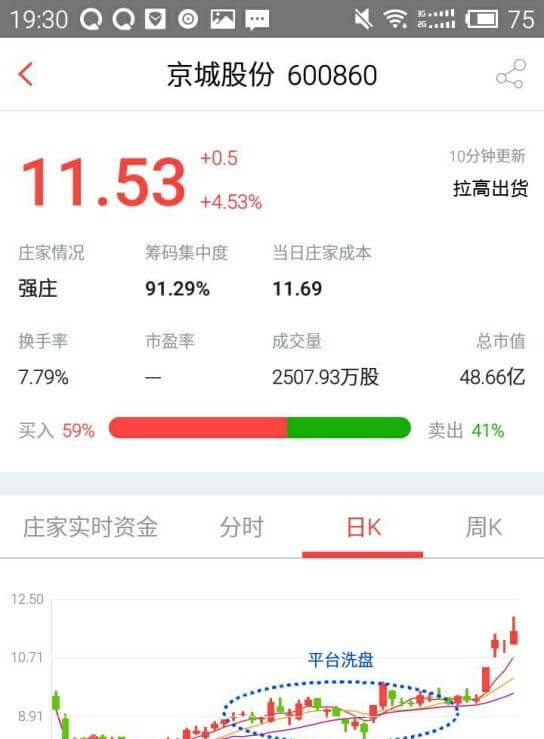 19:30 3G 2G 75
京城股份 600860
+0.5
10分钟更新
11.53
拉高出货
+4.53%
庄家情况 筹码集中度 当日庄家成本
强庄 91.29% 11.69
换手率 市盈率 成交量 总市值
7.79% — 2507.93万股 48.66亿
买入 59% 卖出 41%
庄家实时资金 分时 日K 周K
12.50
10.71 平台洗盘
8.91